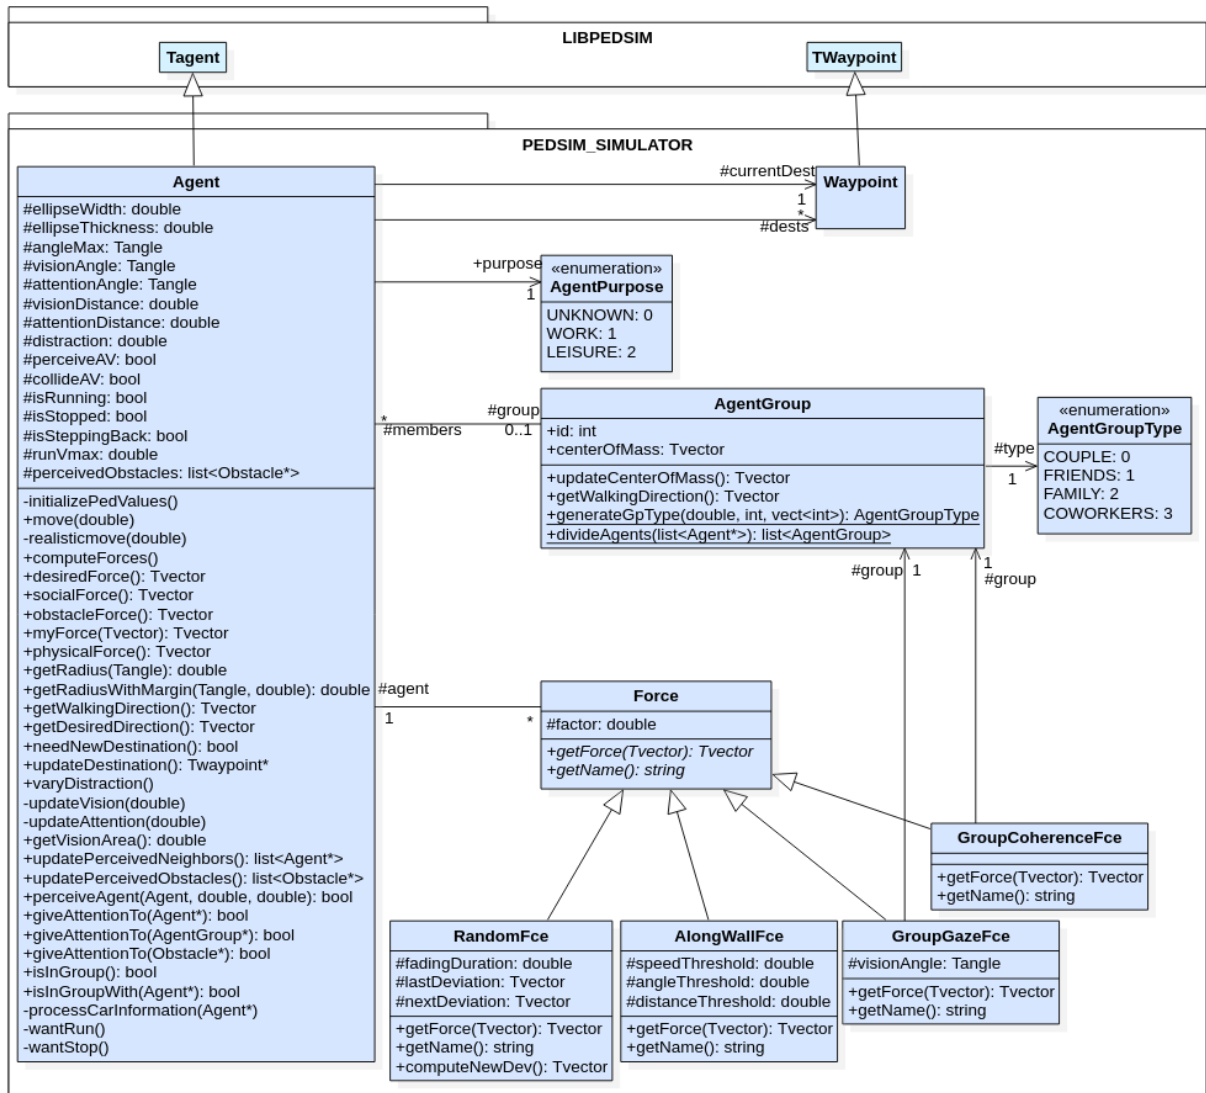 LIBPEDSIM
Tagent
TWaypoint
PEDSIM_SIMULATOR
Agent
#ellipseWidth: double
#ellipseThickness: double
#angleMax: Tangle
#visionAngle: Tangle
#attentionAngle: Tangle
#visionDistance: double
#attentionDistance: double
#distraction: double
#perceiveAV: bool
#collideAV: bool
#isRunning: bool
#isStopped: bool
#isSteppingBack: bool
#runVmax: double
#perceivedObstacles: list<Obstacle*>
-initializePedValues()
+move(double)
-realisticmove(double)
+computeForces()
+desiredForce(): Tvector
+socialForce(): Tvector
+obstacleForce(): Tvector
+myForce(Tvector): Tvector
+physicalForce(): Tvector
+getRadius(Tangle): double
+getRadiusWithMargin(Tangle, double): double
+getWalkingDirection(): Tvector
+getDesiredDirection(): Tvector
+needNewDestination(): bool
+updateDestination(): Twaypoint*
+varyDistraction()
-updateVision(double)
-updateAttention(double)
+getVisionArea(): double
+updatePerceivedNeighbors(): list<Agent*>
+updatePerceivedObstacles(): list<Obstacle*>
+perceiveAgent(Agent, double, double): bool
+giveAttentionTo(Agent*): bool
+giveAttentionTo(AgentGroup*): bool
+giveAttentionTo(Obstacle*): bool
+isInGroup(): bool
+isInGroupWith(Agent*): bool
-processCarInformation(Agent*)
-wantRun()
-wantStop()
#currentDest
1
*
#dests
Waypoint
+purpose
1
«enumeration»
AgentPurpose
UNKNOWN: 0
WORK: 1
LEISURE: 2
*
#members
#group
0..1
AgentGroup
+id: int
+centerOfMass: Tvector
+updateCenterOfMass(): Tvector
+getWalkingDirection(): Tvector
+generateGpType(double, int, vect<int>): AgentGroupType
+divideAgents(list<Agent*>): list<AgentGroup>
#type
1
«enumeration»
AgentGroupType
COUPLE: 0
FRIENDS: 1
FAMILY: 2
COWORKERS: 3
#group 1
1
#group
#agent
1
*
Force
#factor: double
+getForce(Tvector): Tvector
+getName(): string
GroupCoherenceFce
+getForce(Tvector): Tvector
+getName(): string
RandomFce
#fadingDuration: double
#lastDeviation: Tvector
#nextDeviation: Tvector
+getForce(Tvector): Tvector
+getName(): string
+computeNewDev(): Tvector
AlongWallFce
#speedThreshold: double
#angleThreshold: double
#distanceThreshold: double
+getForce(Tvector): Tvector
+getName(): string
GroupGazeFce
#visionAngle: Tangle
+getForce(Tvector): Tvector
+getName(): string